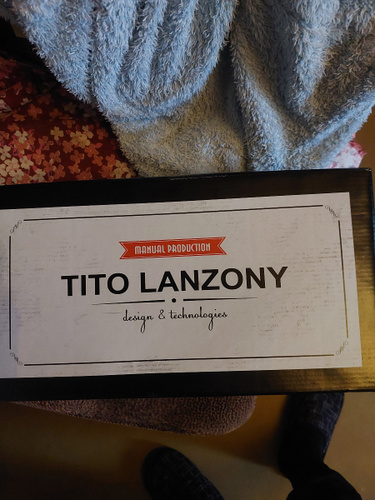 MANUAL PRODUCTION
TITO LANZONY
design & technologies